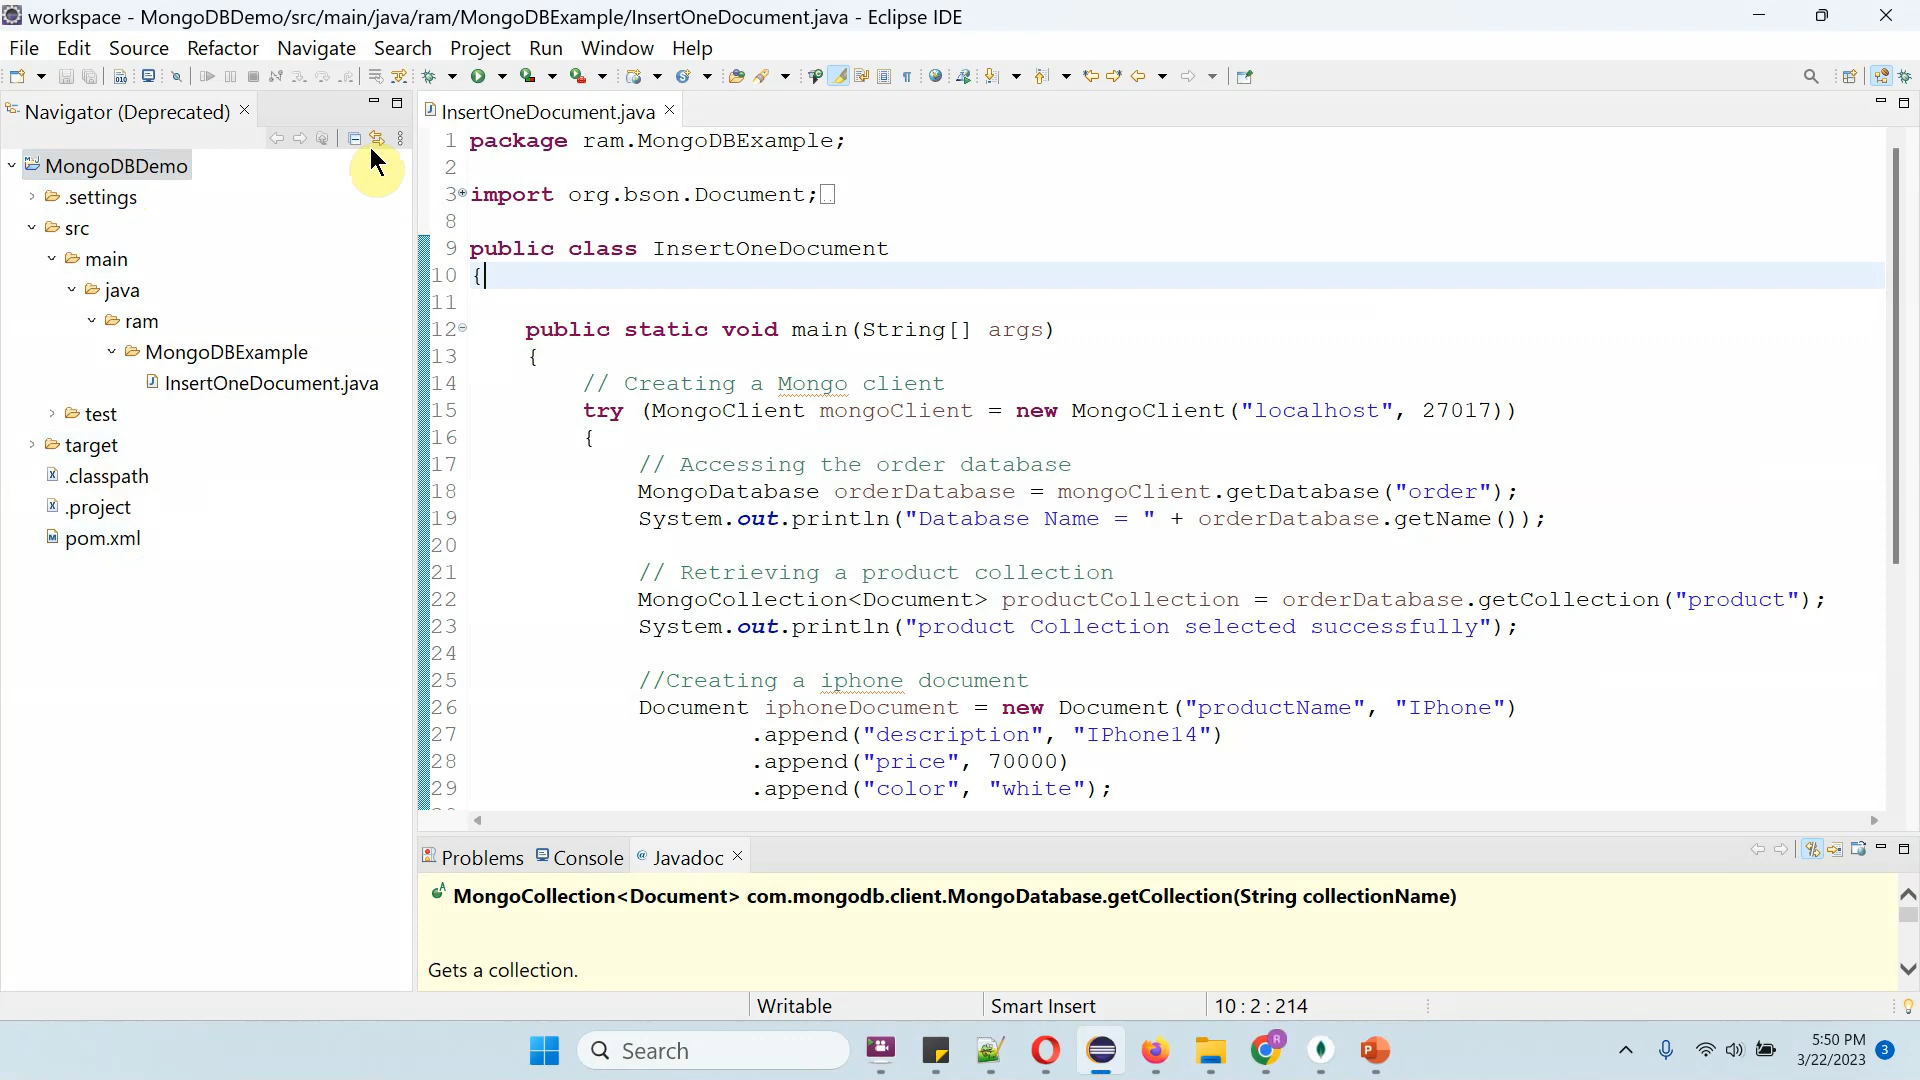 workspace - MongoDBDemo/src/main/java/ram/MongoDBExample/InsertOneDocument.java - Eclipse IDE
File Edit Source Refactor Navigate Search Project Run Window Help
Navigator (Deprecated)
MongoDBDemo
.settings
src
main
java
ram
MongoDBExample
InsertOneDocument.java
test
target
.classpath
.project
pom.xml
InsertOneDocument.java
1 package ram.MongoDBExample;
2
3 import org.bson.Document;
8
9 public class InsertOneDocument
10 {
11
12 public static void main(String[] args)
13 {
14 // Creating a Mongo client
15 try (MongoClient mongoClient = new MongoClient("localhost", 27017))
16 {
17 // Accessing the order database
18 MongoDatabase orderDatabase = mongoClient.getDatabase("order");
19 System.out.println("Database Name = " + orderDatabase.getName());
20
21 // Retrieving a product collection
22 MongoCollection<Document> productCollection = orderDatabase.getCollection("product");
23 System.out.println("product Collection selected successfully");
24
25 //Creating a iphone document
26 Document iphoneDocument = new Document("productName", "IPhone")
27 .append("description", "IPhone14")
28 .append("price", 70000)
29 .append("color", "white");
Problems Console Javadoc
MongoCollection<Document> com.mongodb.client.MongoDatabase.getCollection(String collectionName)
Gets a collection.
Writable Smart Insert 10 : 2 : 214
Search
5:50 PM
3/22/2023
3